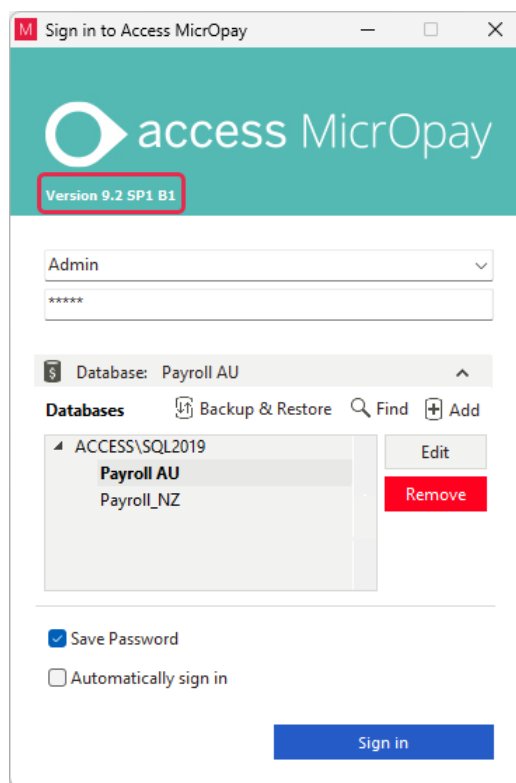 M Sign in to Access MicrOpay
access MicrOpay
Version 9.2 SP1 B1
Admin
*****
$ Database: Payroll AU
Databases Backup & Restore Find Add
ACCESS\SQL2019 Edit
Payroll AU
Payroll_NZ Remove
Save Password
Automatically sign in
Sign in